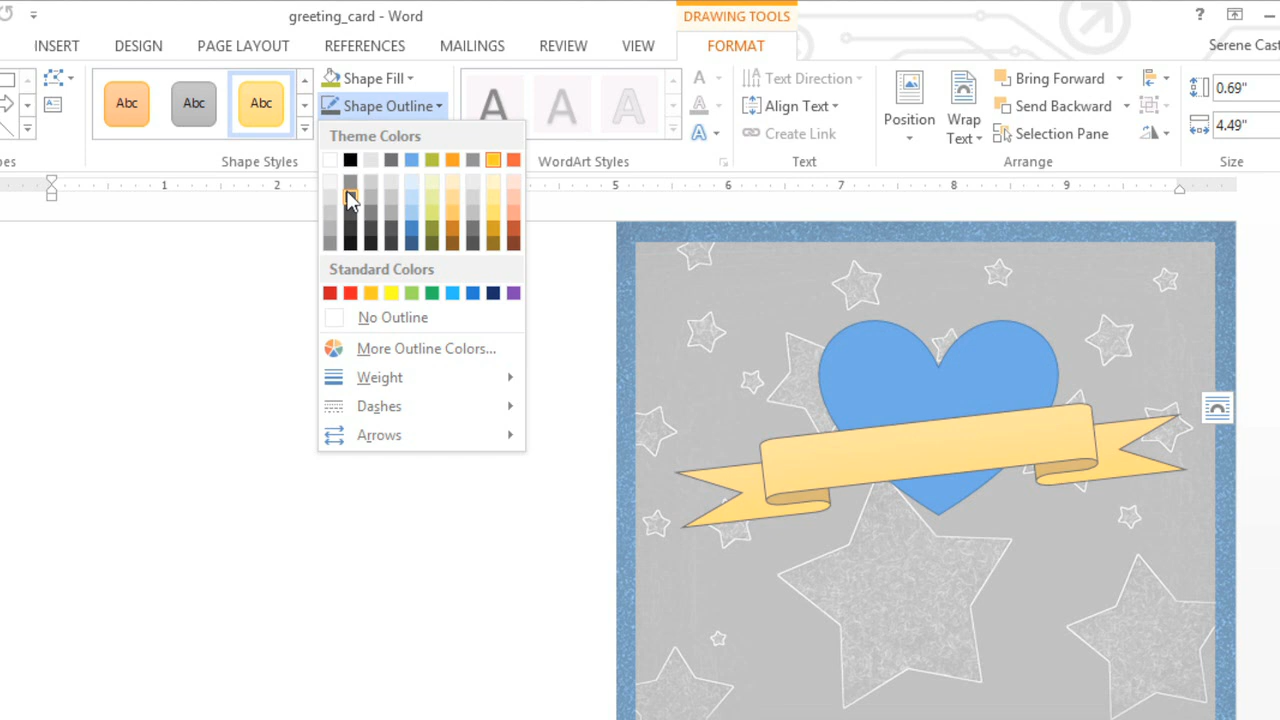 greeting_card - Word
DRAWING TOOLS
?
INSERT DESIGN PAGE LAYOUT REFERENCES MAILINGS REVIEW VIEW FORMAT
Serene Cast
Abc Abc Abc
Shape Fill
Shape Outline
A A A
A
A
A
Text Direction
Align Text
Create Link
Position
Wrap
Text
Bring Forward
Send Backward
Selection Pane
0.69"
4.49"
pes Shape Styles WordArt Styles Text Arrange Size
1 2 5 6 7 8 9
Theme Colors
Standard Colors
No Outline
More Outline Colors...
Weight
Dashes
Arrows